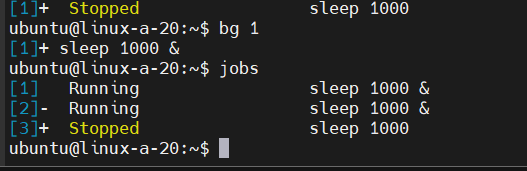 [1]+  Stopped                 sleep 1000
ubuntu@linux-a-20:~$ bg 1
[1]+ sleep 1000 &
ubuntu@linux-a-20:~$ jobs
[1]   Running                 sleep 1000 &
[2]-  Running                 sleep 1000 &
[3]+  Stopped                 sleep 1000
ubuntu@linux-a-20:~$